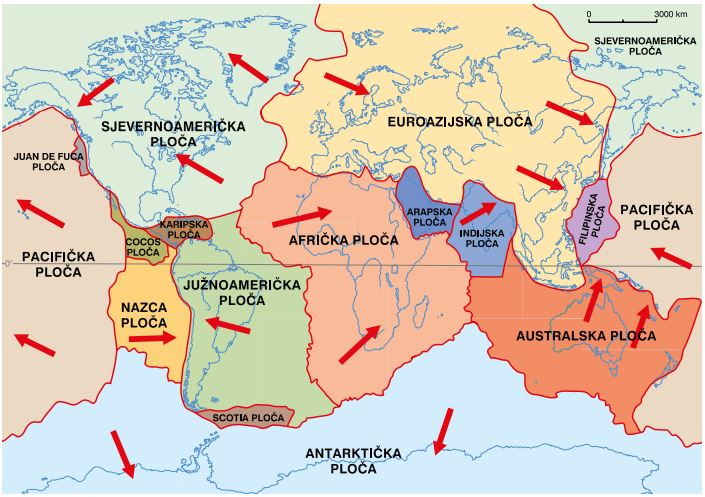 0
3000 km
SJEVERNOAMERIČKA
PLOČA
SJEVERNOAMERIČKA
PLOČA
EUROAZIJSKA PLOČA
JUAN DE FUCA
PLOČA
KARIPSKA
PLOČA
COCOS
PLOČA
PACIFIČKA
PLOČA
AFRIČKA PLOČA
ARAPSKA
PLOČA
INDIJSKA
PLOČA
FILIPINSKA
PLOČA
PACIFIČKA
PLOČA
0°
NAZCA
PLOČA
JUŽNOAMERIČKA
PLOČA
AUSTRALSKA PLOČA
SCOTIA PLOČA
ANTARKTIČKA
PLOČA